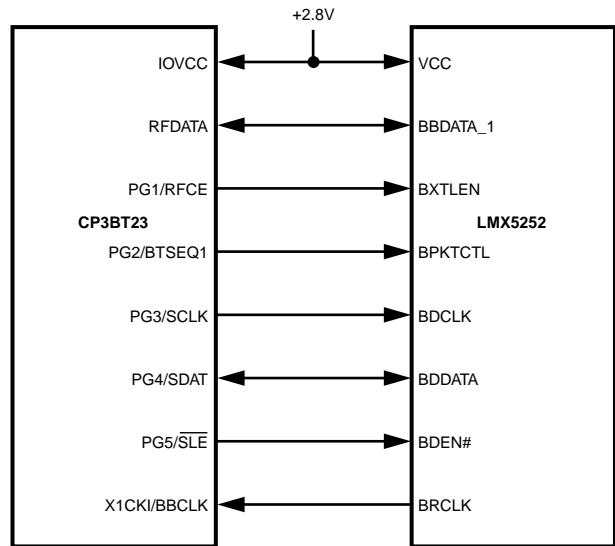 +2.8V
IOVCC VCC
RFDATA BBDATA_1
PG1/RFCE BXTLEN
CP3BT23 LMX5252
PG2/BTSEQ1 BPKTCTL
PG3/SCLK BDCLK
PG4/SDAT BDDATA
PG5/S̅L̅E̅ BDEN#
X1CKI/BBCLK BRCLK